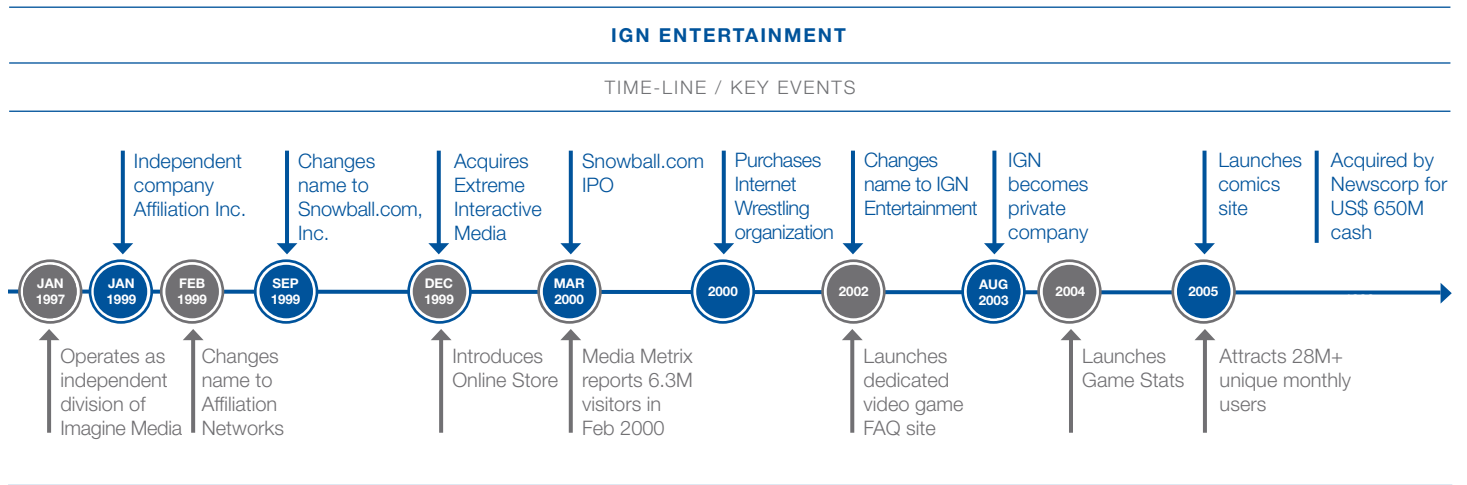 IGN ENTERTAINMENT
TIME-LINE / KEY EVENTS
Independent
company
Affiliation Inc.
Changes
name to
Snowball.com,
Inc.
Acquires
Extreme
Interactive
Media
Snowball.com
IPO
Purchases
Internet
Wrestling
organization
Changes
name to IGN
Entertainment
IGN
becomes
private
company
Launches
comics
site
Acquired by
Newscorp for
US$ 650M
cash
JAN
1997
JAN
1999
FEB
1999
SEP
1999
DEC
1999
MAR
2000
2000
2002
AUG
2003
2004
2005
Operates as
independent
division of
Imagine Media
Changes
name to
Affiliation
Networks
Introduces
Online Store
Media Metrix
reports 6.3M
visitors in
Feb 2000
Launches
dedicated
video game
FAQ site
Launches
Game Stats
Attracts 28M+
unique monthly
users